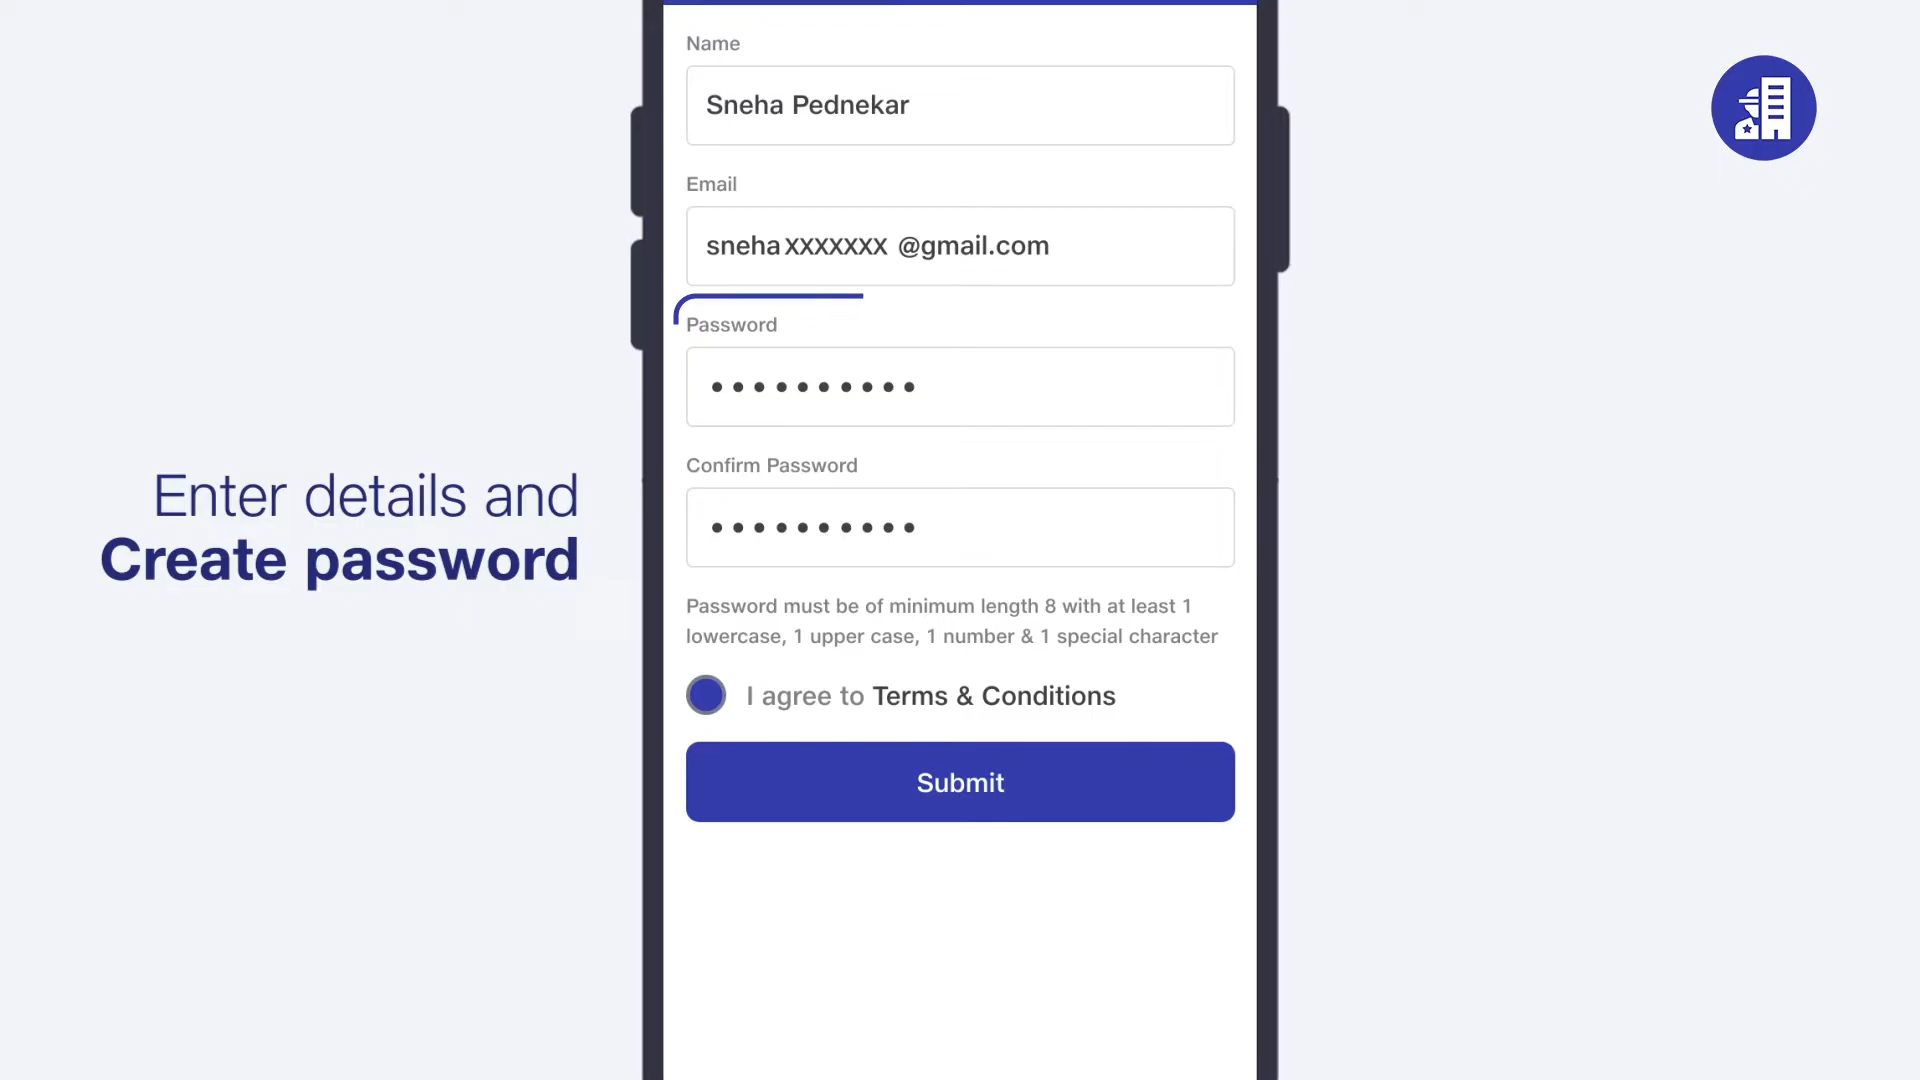 Enter details and
Create password
Name
Sneha Pednekar
Email
snehaXXXXXXX @gmail.com
Password
••••••••••
Confirm Password
••••••••••
Password must be of minimum length 8 with at least 1
lowercase, 1 upper case, 1 number & 1 special character
I agree to Terms & Conditions
Submit